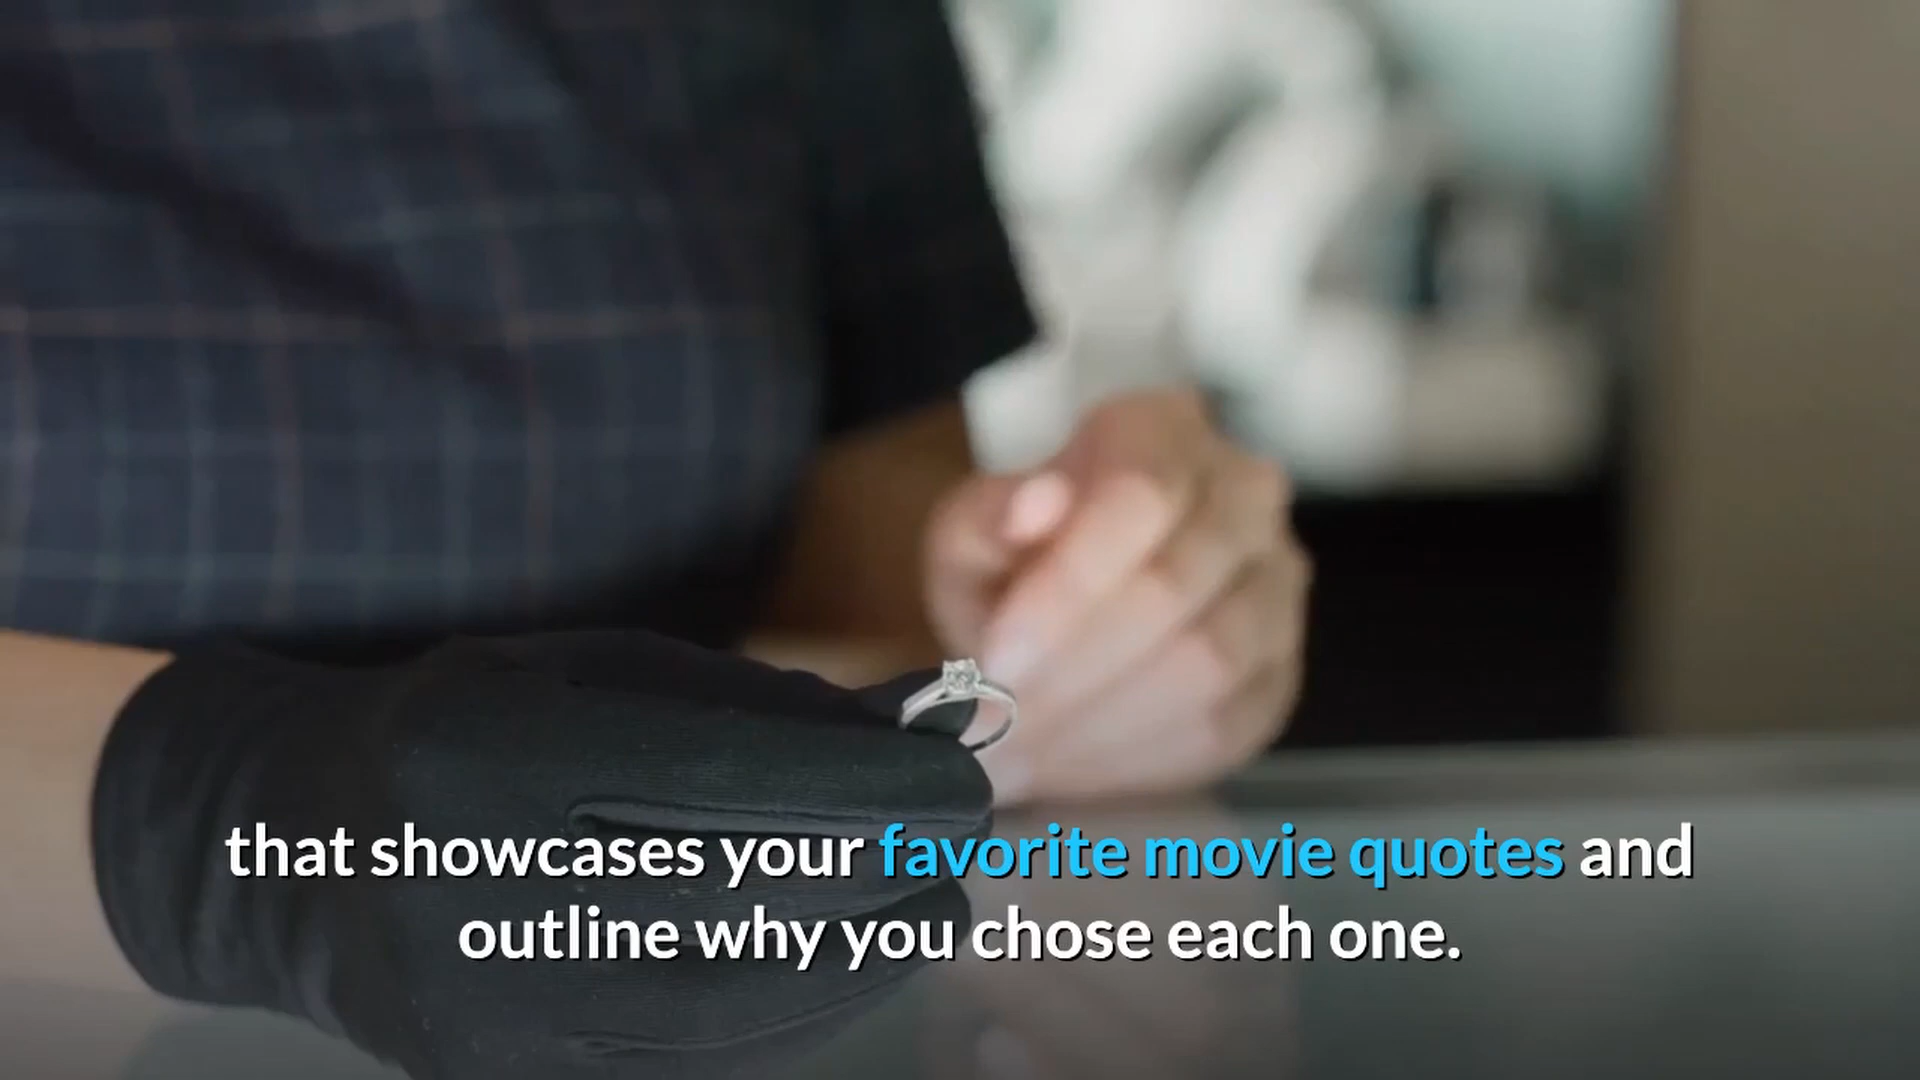 that showcases your favorite movie quotes and
outline why you chose each one.